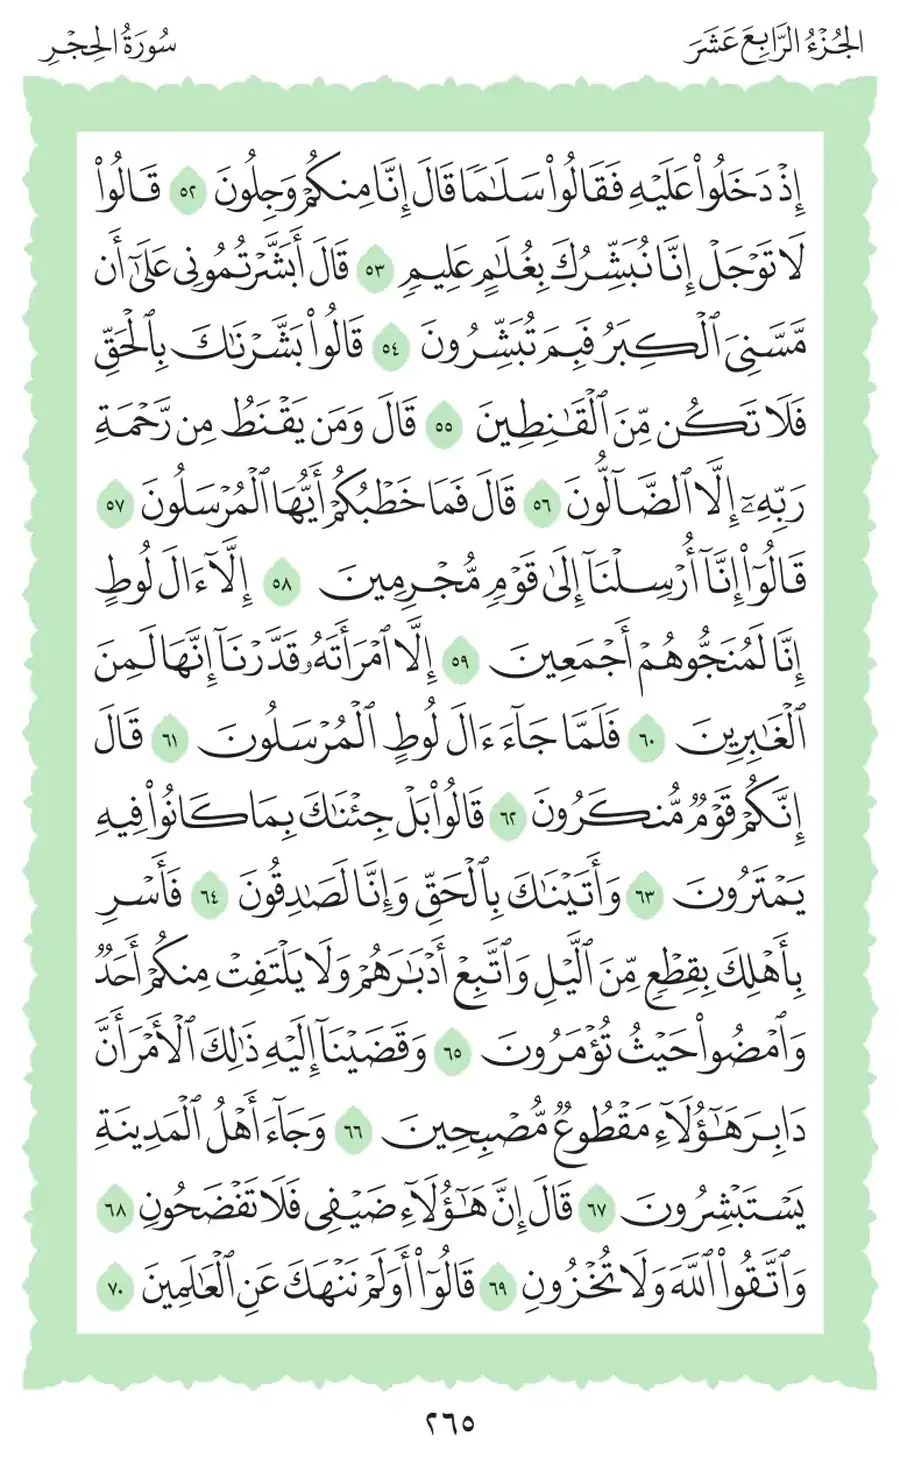 الجُزْءُ الرَّابِعَ عَشَرَ
سُورَةُ الحِجْرِ
إِذْ دَخَلُوا۟ عَلَيْهِ فَقَالُوا۟ سَلَـٰمًا قَالَ إِنَّا مِنكُمْ وَجِلُونَ ٥٢ قَالُوا۟
لَا تَوْجَلْ إِنَّا نُبَشِّرُكَ بِغُلَـٰمٍ عَلِيمٍ ٥٣ قَالَ أَبَشَّرْتُمُونِى عَلَىٰٓ أَن
مَّسَّنِىَ ٱلْكِبَرُ فَبِمَ تُبَشِّرُونَ ٥٤ قَالُوا۟ بَشَّرْنَـٰكَ بِٱلْحَقِّ
فَلَا تَكُن مِّنَ ٱلْقَـٰنِطِينَ ٥٥ قَالَ وَمَن يَقْنَطُ مِن رَّحْمَةِ
رَبِّهِۦٓ إِلَّا ٱلضَّآلُّونَ ٥٦ قَالَ فَمَا خَطْبُكُمْ أَيُّهَا ٱلْمُرْسَلُونَ ٥٧
قَالُوٓا۟ إِنَّآ أُرْسِلْنَآ إِلَىٰ قَوْمٍ مُّجْرِمِينَ ٥٨ إِلَّآ ءَالَ لُوطٍ
إِنَّا لَمُنَجُّوهُمْ أَجْمَعِينَ ٥٩ إِلَّا ٱمْرَأَتَهُۥ قَدَّرْنَآ إِنَّهَا لَمِنَ
ٱلْغَـٰبِرِينَ ٦٠ فَلَمَّا جَآءَ ءَالَ لُوطٍ ٱلْمُرْسَلُونَ ٦١ قَالَ
إِنَّكُمْ قَوْمٌ مُّنكَرُونَ ٦٢ قَالُوا۟ بَلْ جِئْنَـٰكَ بِمَا كَانُوا۟ فِيهِ
يَمْتَرُونَ ٦٣ وَأَتَيْنَـٰكَ بِٱلْحَقِّ وَإِنَّا لَصَـٰدِقُونَ ٦٤ فَأَسْرِ
بِأَهْلِكَ بِقِطْعٍ مِّنَ ٱلَّيْلِ وَٱتَّبِعْ أَدْبَـٰرَهُمْ وَلَا يَلْتَفِتْ مِنكُمْ أَحَدٌ
وَٱمْضُوا۟ حَيْثُ تُؤْمَرُونَ ٦٥ وَقَضَيْنَآ إِلَيْهِ ذَٰلِكَ ٱلْأَمْرَ أَنَّ
دَابِرَ هَـٰٓؤُلَآءِ مَقْطُوعٌ مُّصْبِحِينَ ٦٦ وَجَآءَ أَهْلُ ٱلْمَدِينَةِ
يَسْتَبْشِرُونَ ٦٧ قَالَ إِنَّ هَـٰٓؤُلَآءِ ضَيْفِى فَلَا تَفْضَحُونِ ٦٨
وَٱتَّقُوا۟ ٱللَّهَ وَلَا تُخْزُونِ ٦٩ قَالُوٓا۟ أَوَلَمْ نَنْهَكَ عَنِ ٱلْعَـٰلَمِينَ ٧٠
٢٦٥